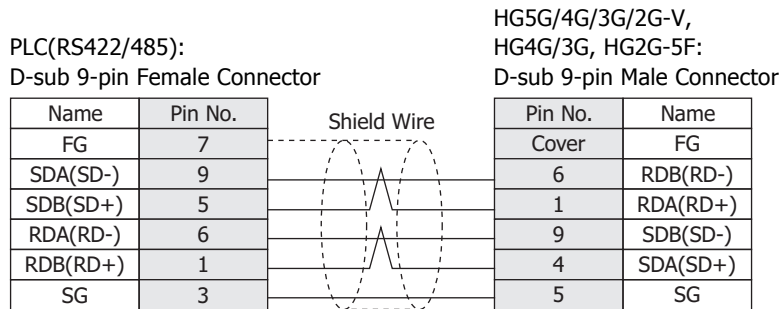 PLC(RS422/485):
D-sub 9-pin Female Connector
HG5G/4G/3G/2G-V,
HG4G/3G, HG2G-5F:
D-sub 9-pin Male Connector
Name Pin No. Shield Wire Pin No. Name
FG 7 Cover FG
SDA(SD-) 9 6 RDB(RD-)
SDB(SD+) 5 1 RDA(RD+)
RDA(RD-) 6 9 SDB(SD-)
RDB(RD+) 1 4 SDA(SD+)
SG 3 5 SG